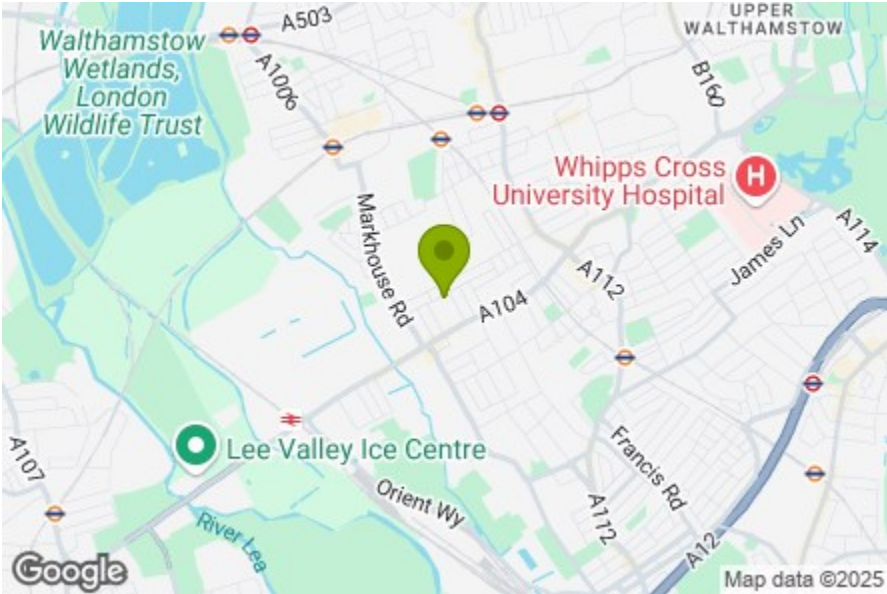 A503
UPPER
WALTHAMSTOW
Walthamstow
Wetlands,
London
Wildlife Trust
A1006
B160
Whipps Cross
University Hospital
H
Markhouse Rd
A114
James Ln
A112
A104
Lee Valley Ice Centre
A107
Francis Rd
Orient Wy
A112
River Lea
A12
Google
Map data ©2025